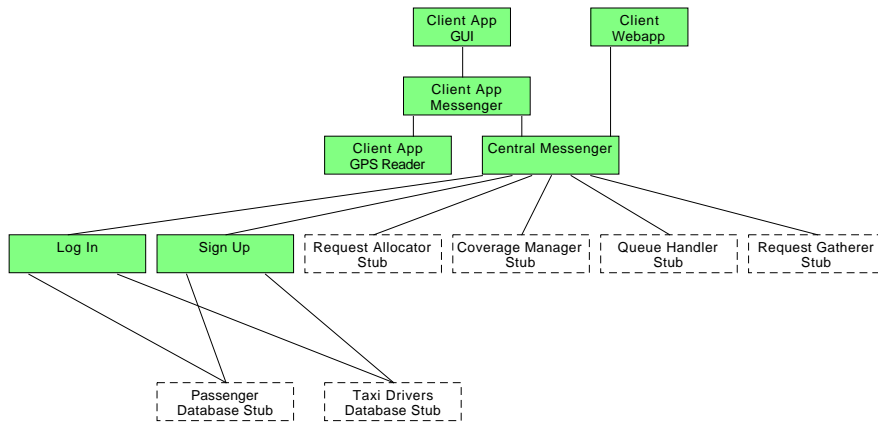 Client App
GUI
Client
Webapp
Client App
Messenger
Client App
GPS Reader
Central Messenger
Log In
Sign Up
Request Allocator
Stub
Coverage Manager
Stub
Queue Handler
Stub
Request Gatherer
Stub
Passenger
Database Stub
Taxi Drivers
Database Stub